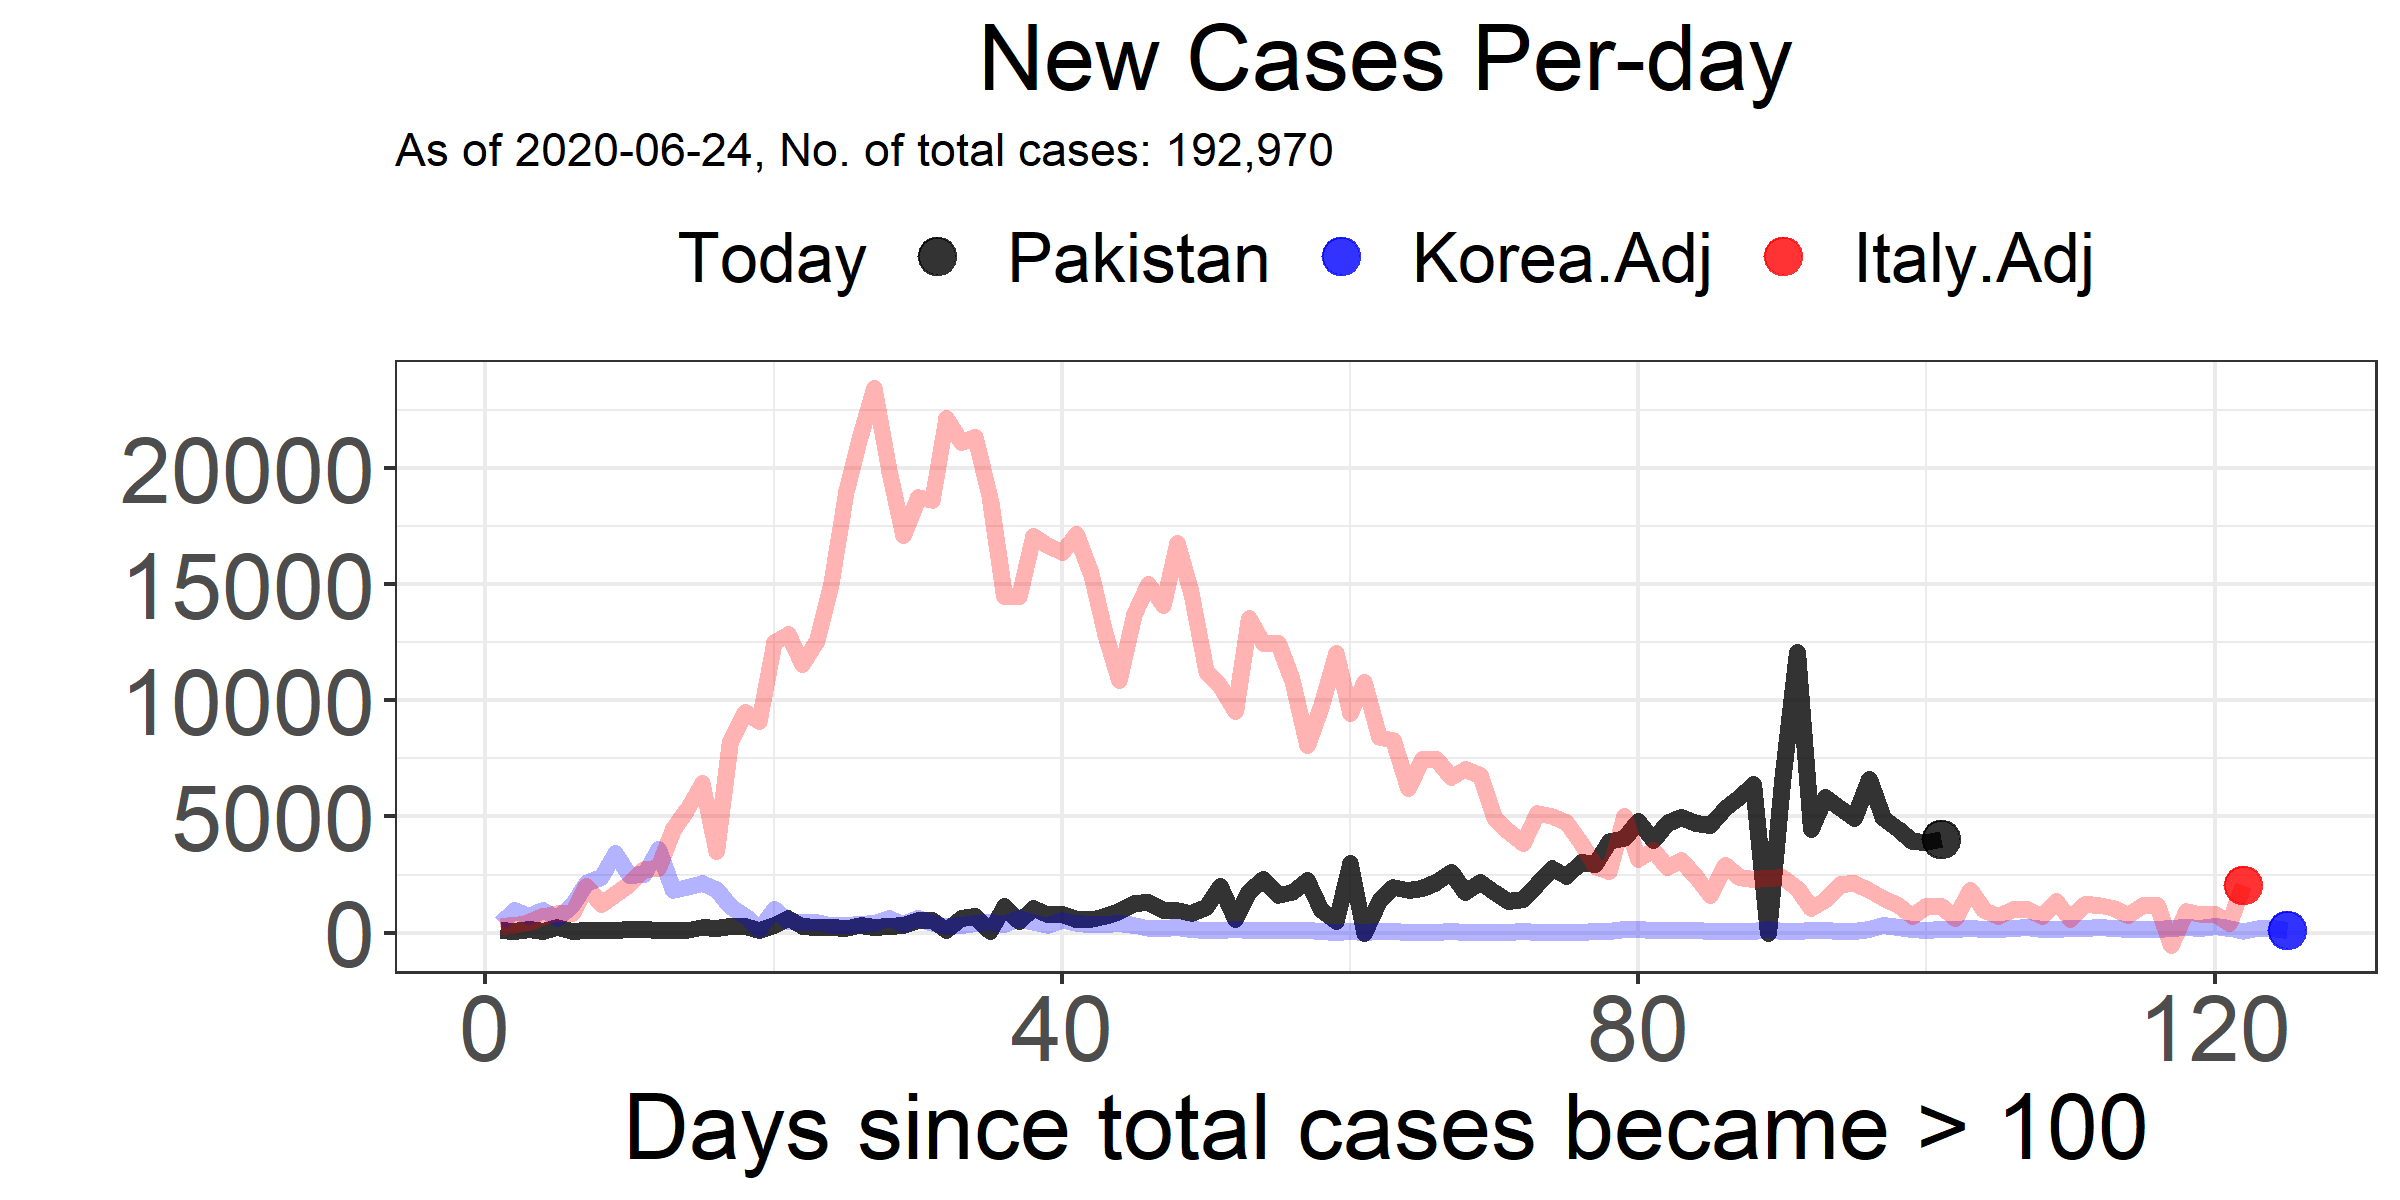 New Cases Per-day
As of 2020-06-24, No. of total cases: 192,970
Today Pakistan Korea.Adj Italy.Adj
20000
15000
10000
5000
0
0 40 80 120
Days since total cases became > 100